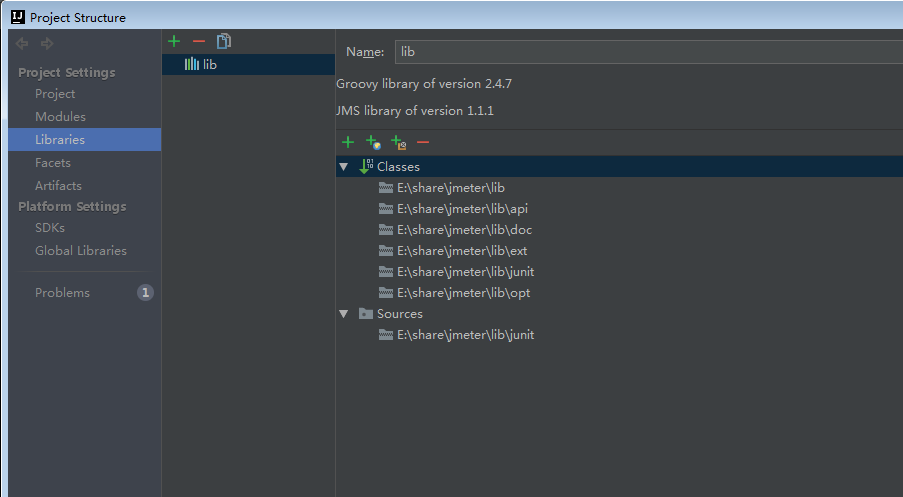 Project Structure
Project Settings
Project
Modules
Libraries
Facets
Artifacts
Platform Settings
SDKs
Global Libraries
Problems 1
lib
Name: lib
Groovy library of version 2.4.7
JMS library of version 1.1.1
Classes
E:\share\jmeter\lib
E:\share\jmeter\lib\api
E:\share\jmeter\lib\doc
E:\share\jmeter\lib\ext
E:\share\jmeter\lib\junit
E:\share\jmeter\lib\opt
Sources
E:\share\jmeter\lib\junit